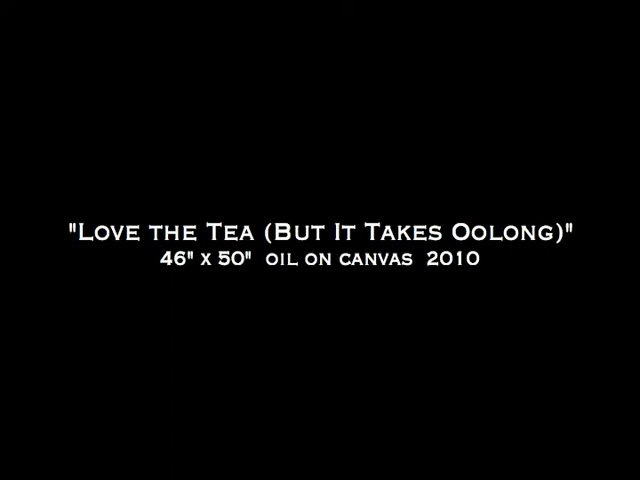 "Love the Tea (But It Takes Oolong)"
46" x 50" oil on canvas 2010